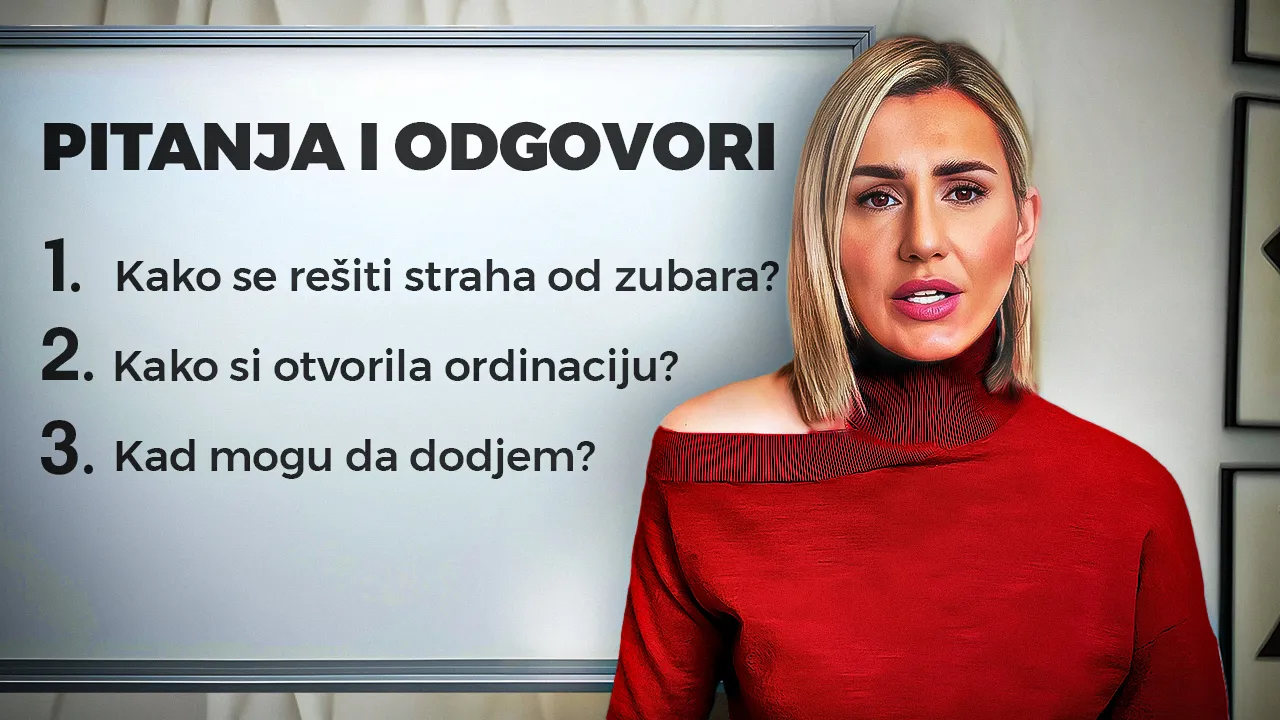 PITANJA I ODGOVORI
1. Kako se rešiti straha od zubara?
2. Kako si otvorila ordinaciju?
3. Kad mogu da dodjem?